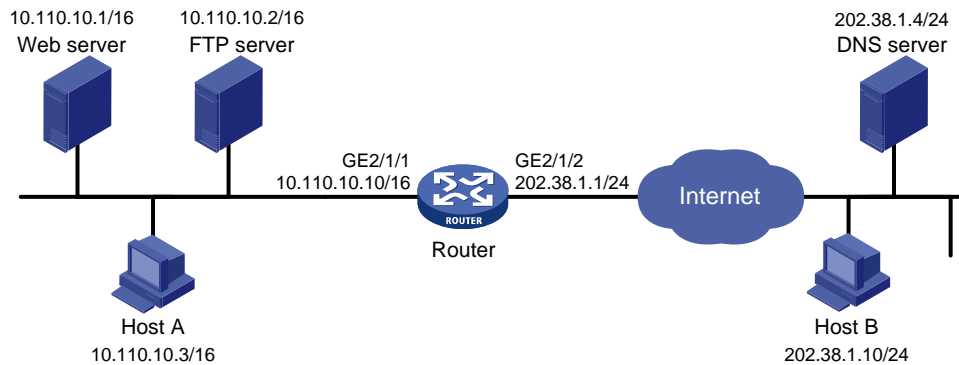 10.110.10.1/16
Web server
10.110.10.2/16
FTP server
202.38.1.4/24
DNS server
GE2/1/1
10.110.10.10/16
GE2/1/2
202.38.1.1/24
ROUTER
Router
Internet
Host A
10.110.10.3/16
Host B
202.38.1.10/24